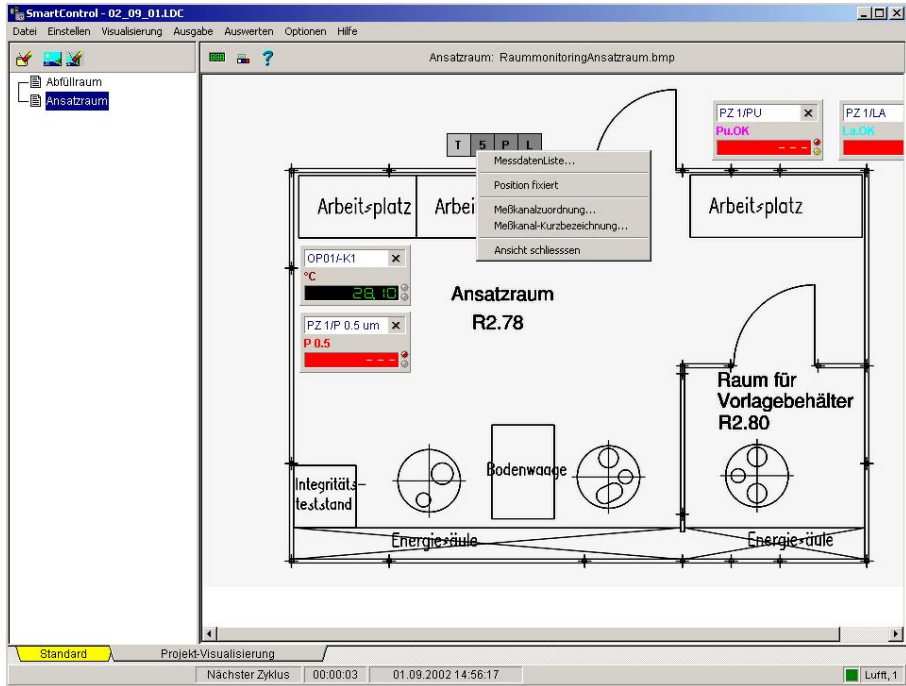 SmartControl - 02_09_01.LDC
Datei Einstellen Visualisierung Ausgabe Auswerten Optionen Hilfe
Ansatzraum: RaummonitoringAnsatzraum.bmp
Abfüllraum
Ansatzraum
PZ 1/PU
Pu.OK
- - -
PZ 1/LA
La.OK
T 5 P L
MessdatenListe...
Position fixiert
Meßkanalzuordnung...
Meßkanal-Kurzbezeichnung...
Ansicht schliesssen
Arbeitsplatz
Arbei
Arbeitsplatz
OP01/-K1
°C
28.10
PZ 1/P 0.5 um
P 0.5
- - -
Ansatzraum
R2.78
Raum für
Vorlagebehälter
R2.80
Bodenwaage
Integritäts-
teststand
Energiesäule
Energiesäule
Standard
Projekt-Visualisierung
Nächster Zyklus 00:00:03 01.09.2002 14:56:17 Lufft, 1